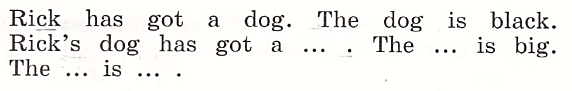 Rick has got a dog. The dog is black.
Rick's dog has got a ... . The ... is big.
The ... is ... .